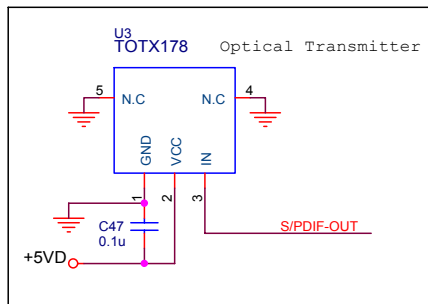 U3
TOTX178
Optical Transmitter
5
N.C
N.C
4
GND
VCC
IN
1
2
3
C47
0.1u
S/PDIF-OUT
+5VD